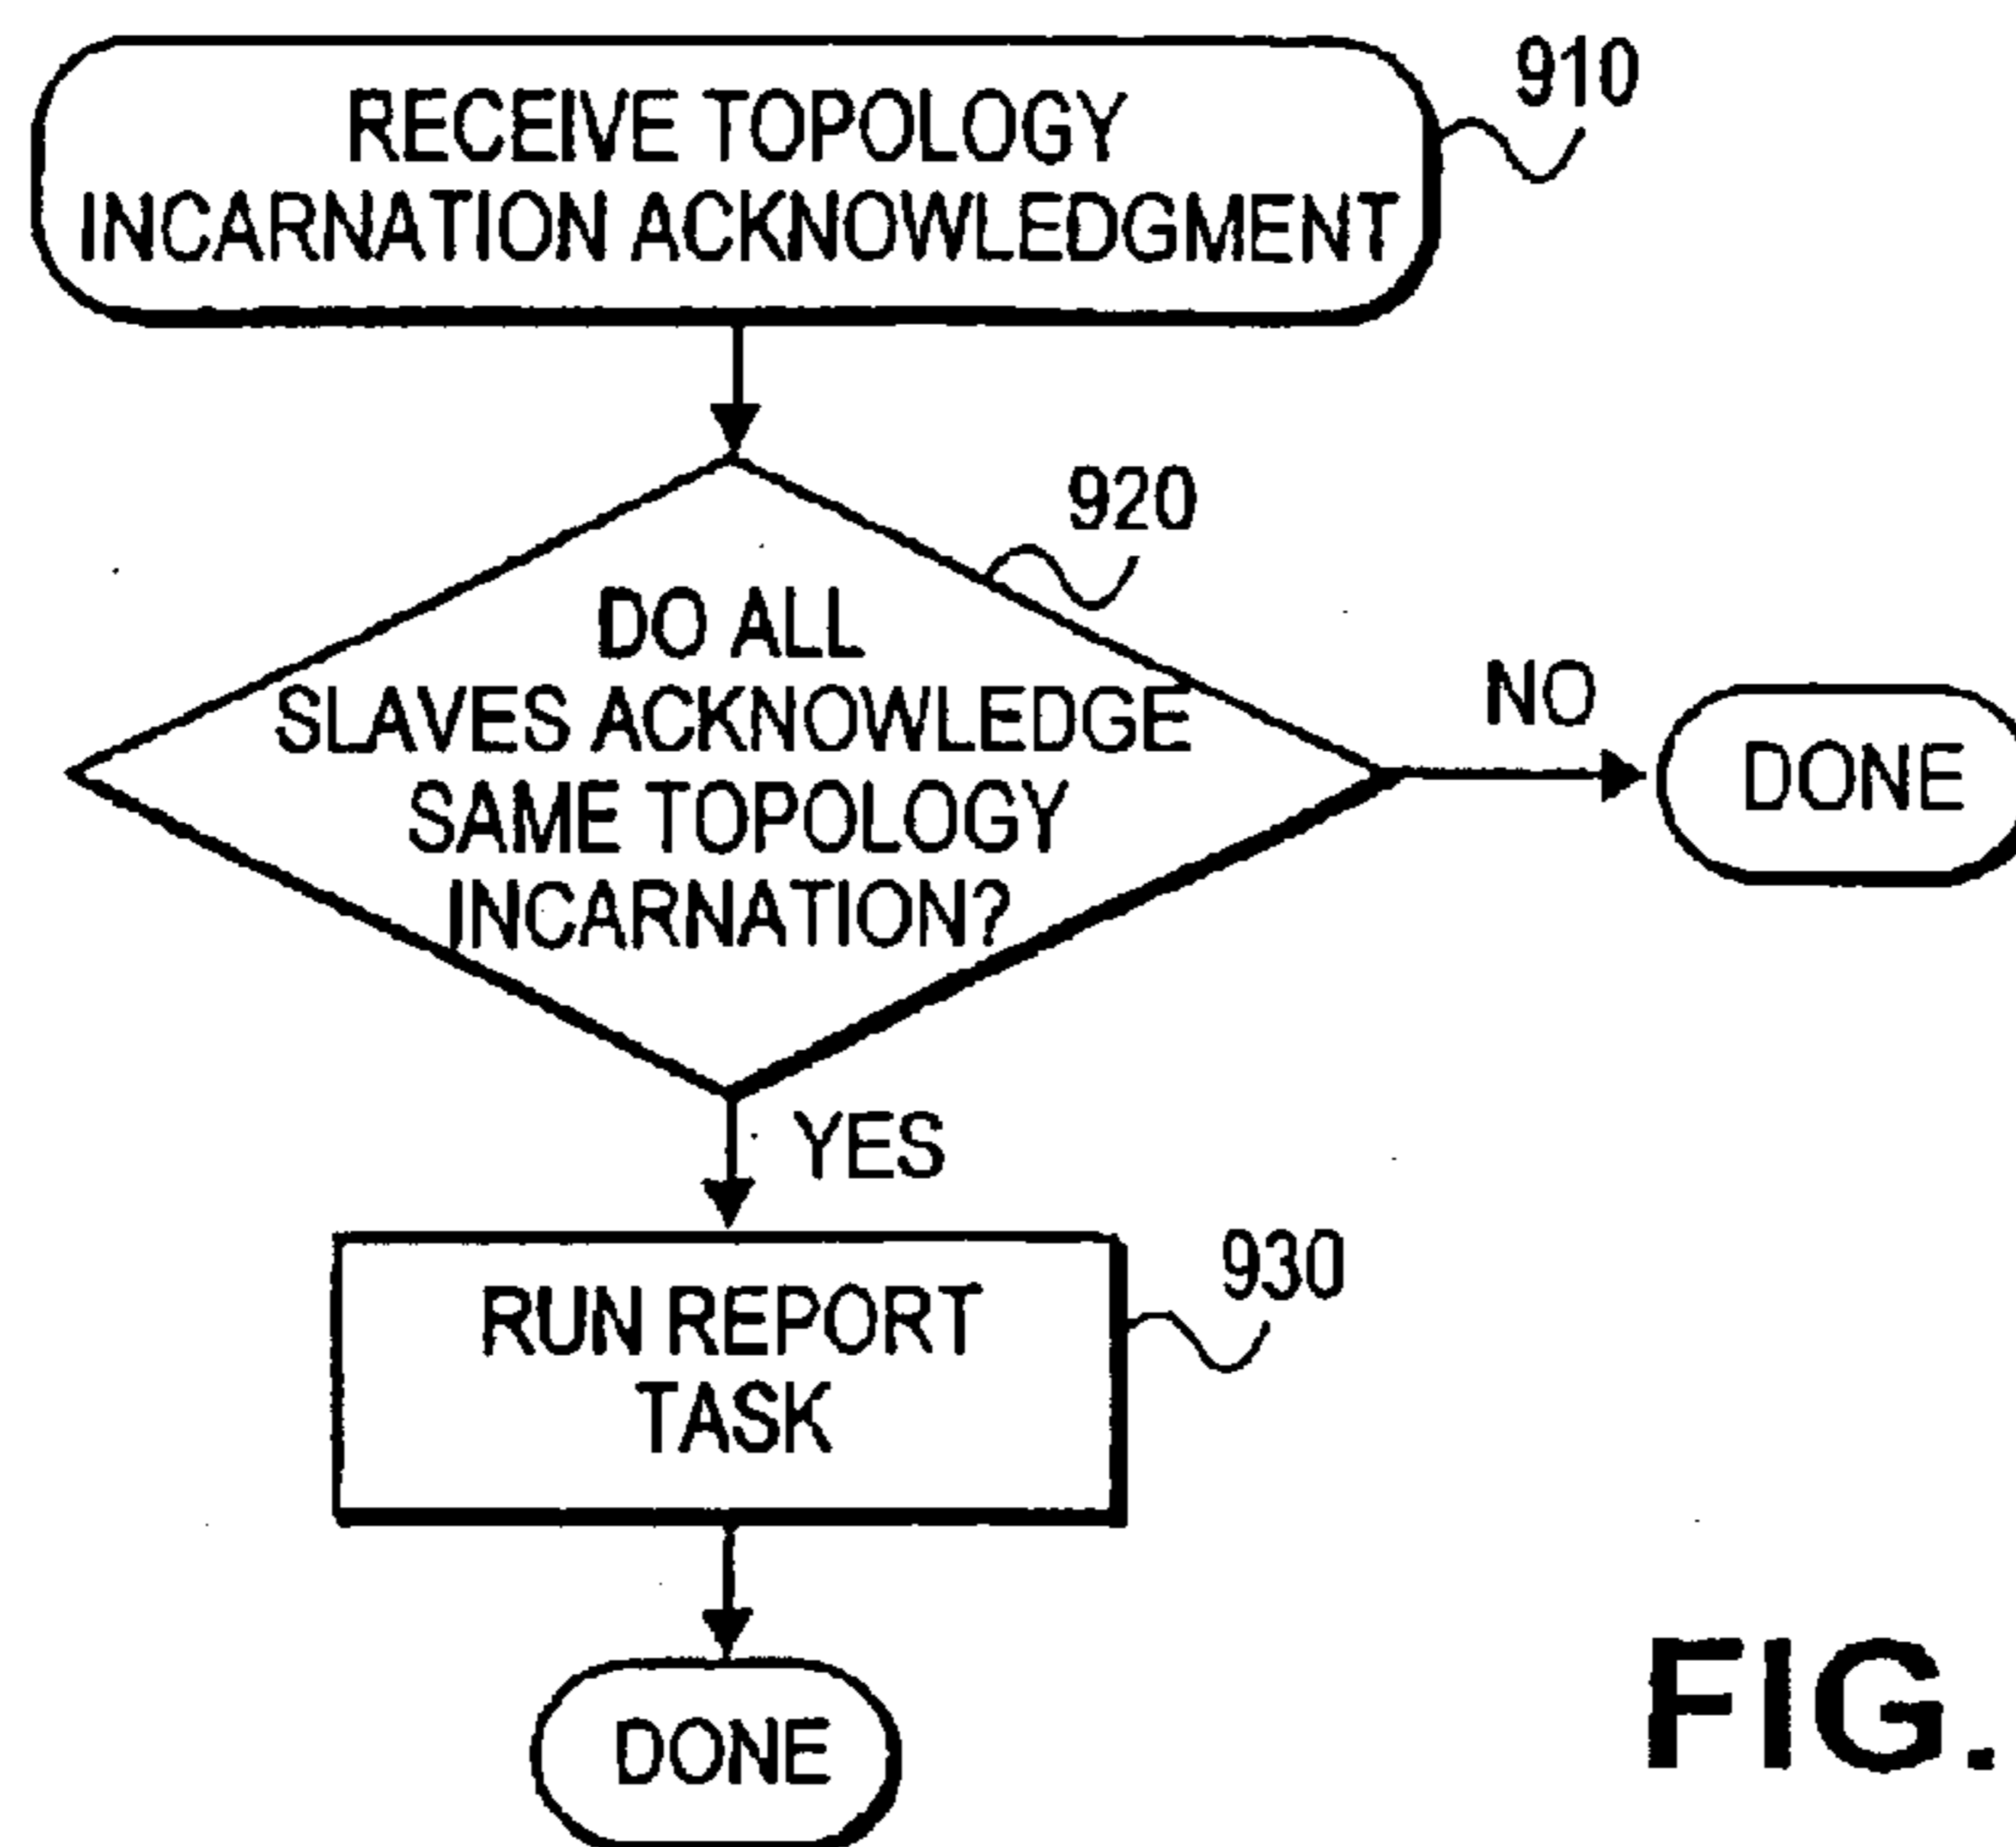 RECEIVE TOPOLOGY
INCARNATION ACKNOWLEDGMENT
910
920
DO ALL
SLAVES ACKNOWLEDGE
SAME TOPOLOGY
INCARNATION?
NO
DONE
YES
930
RUN REPORT
TASK
DONE
FIG.